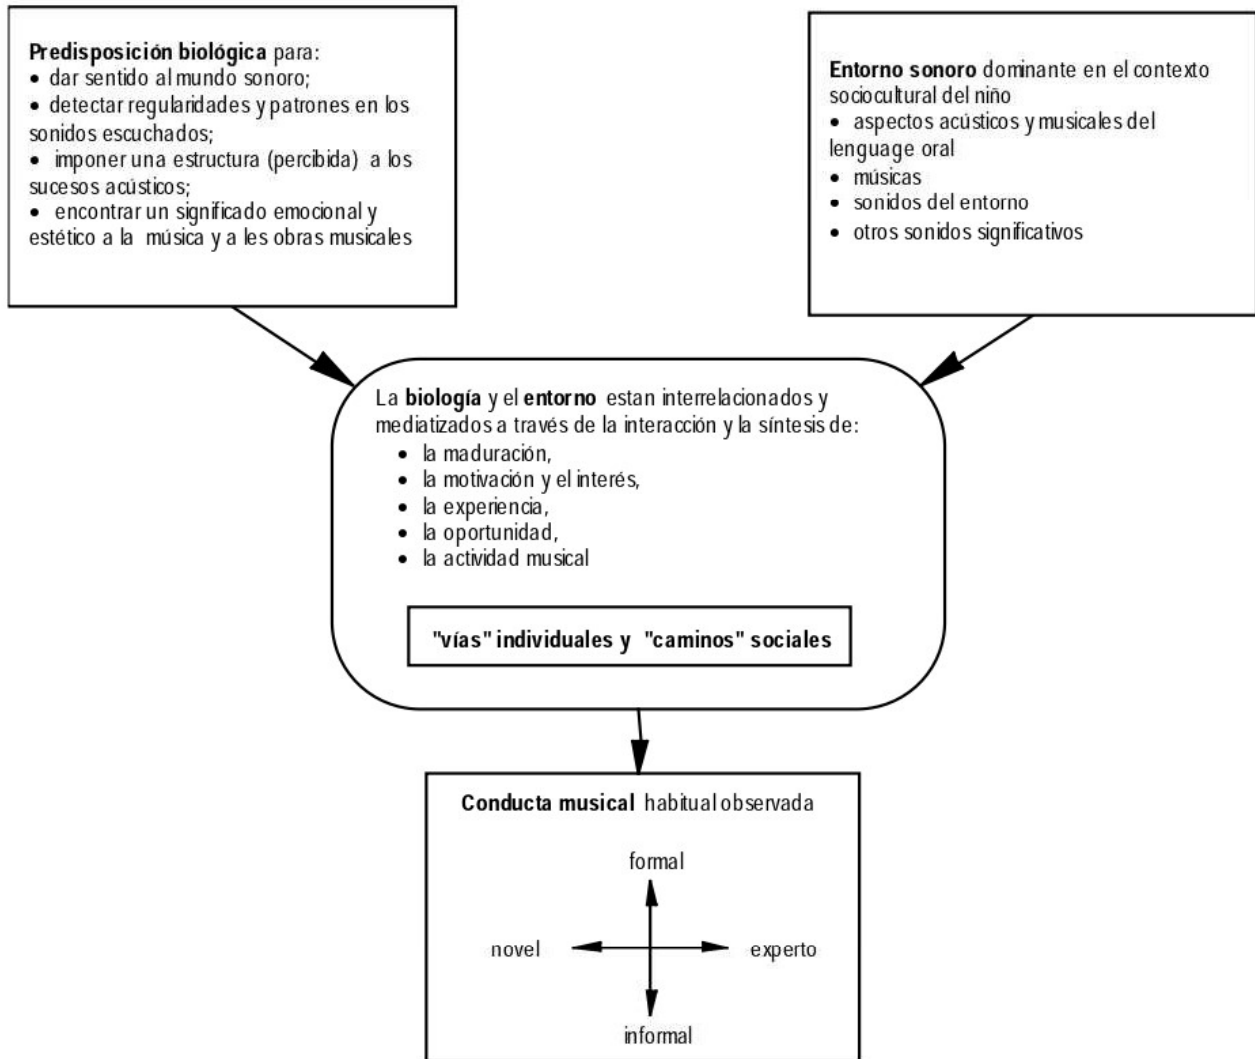 Predisposición biológica para:
• dar sentido al mundo sonoro;
• detectar regularidades y patrones en los
sonidos escuchados;
• imponer una estructura (percibida) a los
sucesos acústicos;
• encontrar un significado emocional y
estético a la música y a les obras musicales
Entorno sonoro dominante en el contexto
sociocultural del niño
• aspectos acústicos y musicales del
lenguage oral
• músicas
• sonidos del entorno
• otros sonidos significativos
La biología y el entorno estan interrelacionados y
mediatizados a través de la interacción y la síntesis de:
• la maduración,
• la motivación y el interés,
• la experiencia,
• la oportunidad,
• la actividad musical
"vías" individuales y "caminos" sociales
Conducta musical habitual observada
formal
novel experto
informal